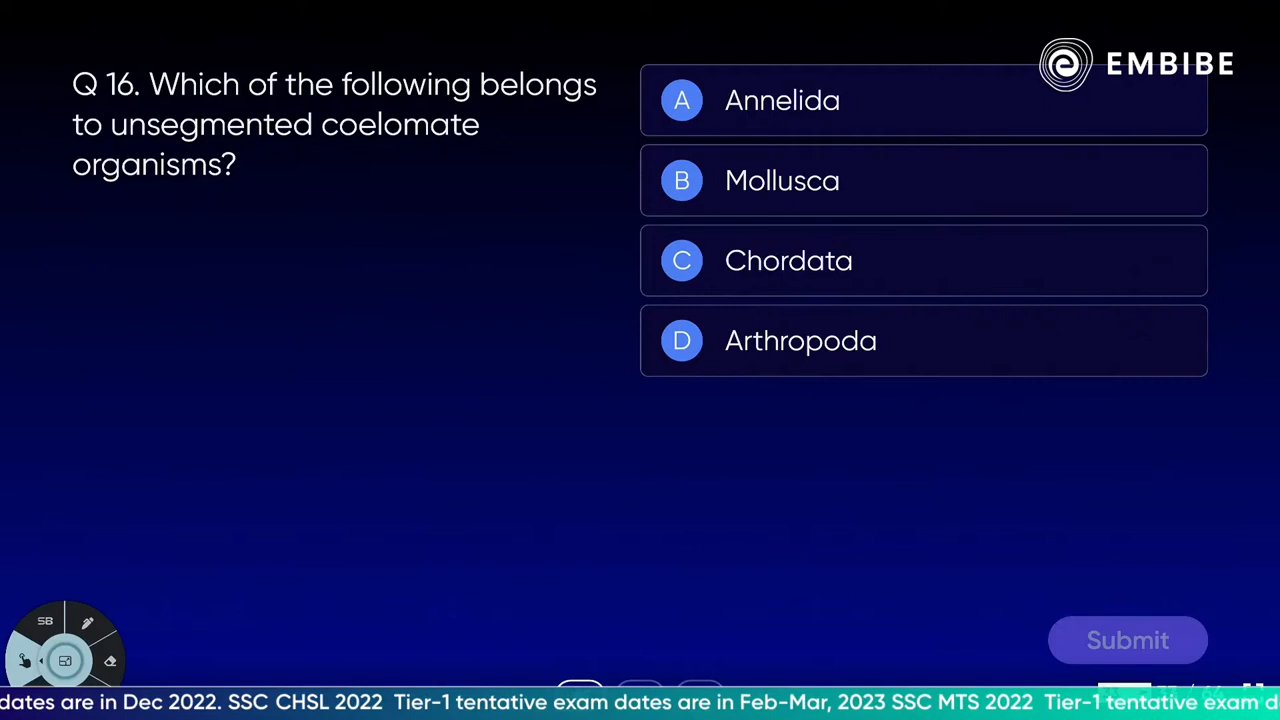 EMBIBE
Q 16. Which of the following belongs
to unsegmented coelomate
organisms?
A Annelida
B Mollusca
C Chordata
D Arthropoda
SB
Submit
dates are in Dec 2022. SSC CHSL 2022 Tier-1 tentative exam dates are in Feb-Mar, 2023 SSC MTS 2022 Tier-1 tentative exam d